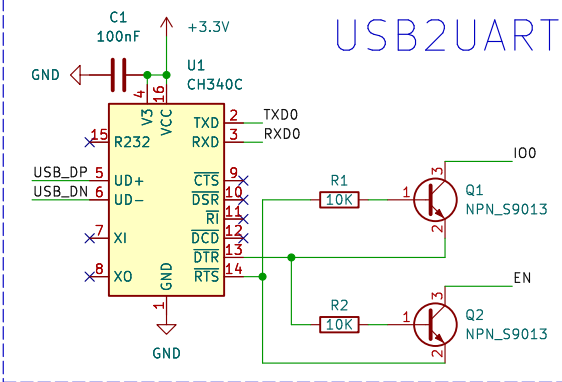 USB2UART
C1
100nF
+3.3V
GND
U1
CH340C
4
16
V3
VCC
15
R232
TXD
2
TXD0
RXD
3
RXD0
USB_DP
5
UD+
USB_DN
6
UD-
CTS
9
DSR
10
RI
11
7
XI
DCD
12
DTR
13
8
XO
RTS
14
GND
1
GND
R1
10K
1
3
2
IO0
Q1
NPN_S9013
R2
10K
1
3
2
EN
Q2
NPN_S9013